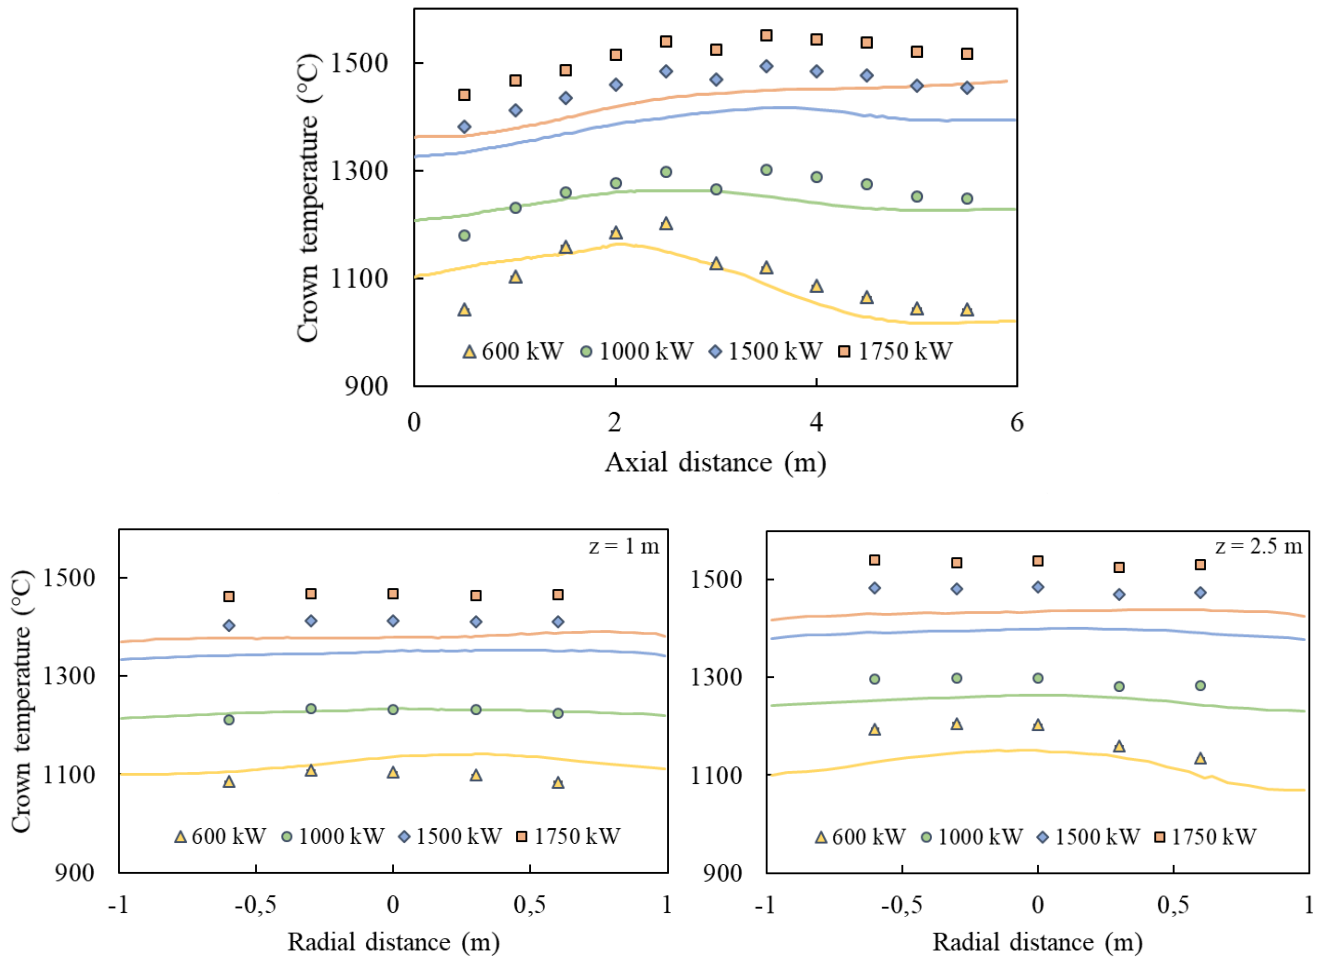 Crown temperature (°C)
1500
1300
1100
900
600 kW 1000 kW 1500 kW 1750 kW
0 2 4 6
Axial distance (m)
Crown temperature (°C)
z = 1 m
1500
1300
1100
900
600 kW 1000 kW 1500 kW 1750 kW
-1 -0,5 0 0,5 1
Radial distance (m)
z = 2.5 m
1500
1300
1100
900
600 kW 1000 kW 1500 kW 1750 kW
-1 -0,5 0 0,5 1
Radial distance (m)